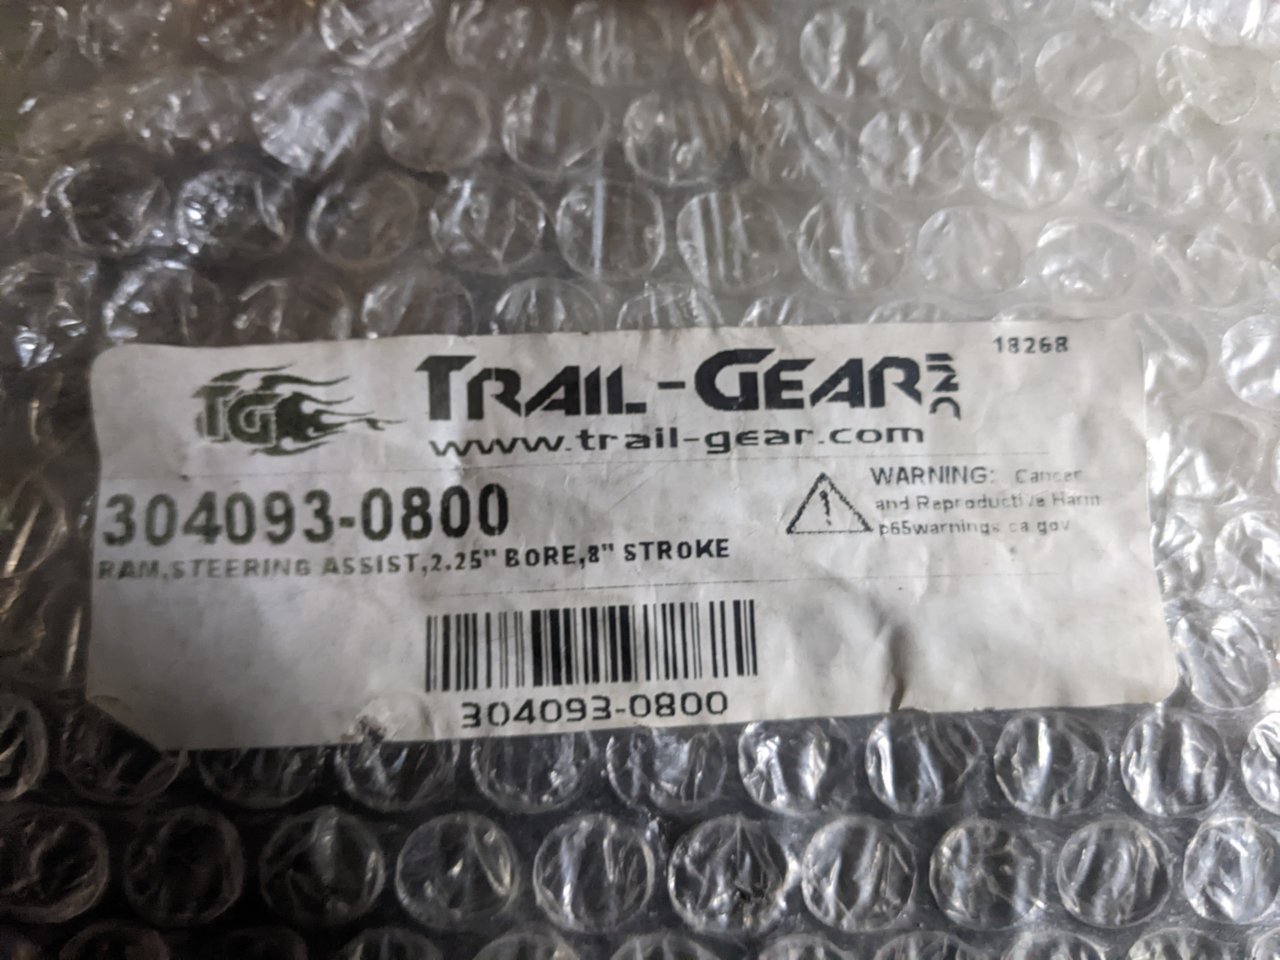 18268
TG
TRAIL-GEAR INC
www.trail-gear.com
304093-0800
RAM,STEERING ASSIST,2.25" BORE,8" STROKE
WARNING: Cancer
and Reproductive Harm
p65warnings.ca.gov
304093-0800